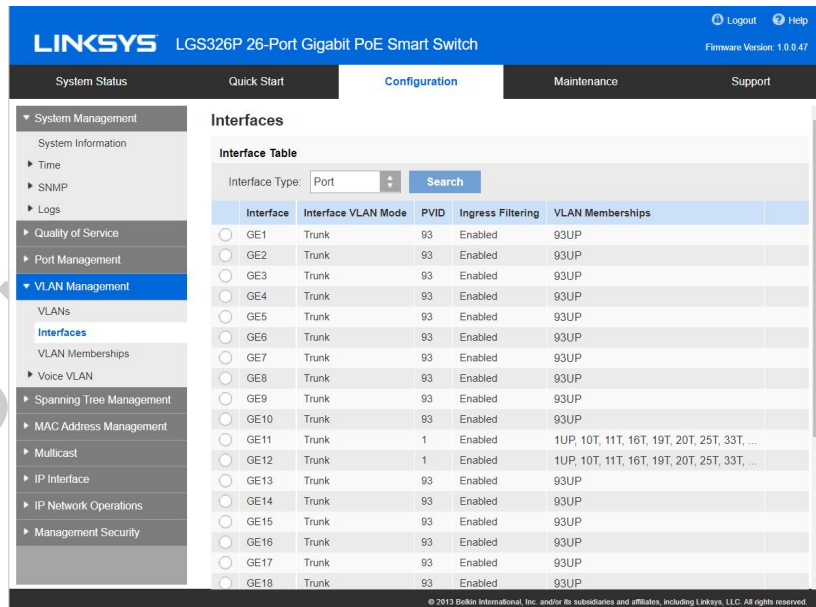 Logout Help
LINKSYS LGS326P 26-Port Gigabit PoE Smart Switch
Firmware Version: 1.0.0.47
System Status Quick Start Configuration Maintenance Support
System Management
System Information
Time
SNMP
Logs
Quality of Service
Port Management
VLAN Management
VLANs
Interfaces
VLAN Memberships
Voice VLAN
Spanning Tree Management
MAC Address Management
Multicast
IP Interface
IP Network Operations
Management Security
Interfaces
Interface Table
Interface Type: Port Search
Interface Interface VLAN Mode PVID Ingress Filtering VLAN Memberships
GE1 Trunk 93 Enabled 93UP
GE2 Trunk 93 Enabled 93UP
GE3 Trunk 93 Enabled 93UP
GE4 Trunk 93 Enabled 93UP
GE5 Trunk 93 Enabled 93UP
GE6 Trunk 93 Enabled 93UP
GE7 Trunk 93 Enabled 93UP
GE8 Trunk 93 Enabled 93UP
GE9 Trunk 93 Enabled 93UP
GE10 Trunk 93 Enabled 93UP
GE11 Trunk 1 Enabled 1UP, 10T, 11T, 16T, 19T, 20T, 25T, 33T, ...
GE12 Trunk 1 Enabled 1UP, 10T, 11T, 16T, 19T, 20T, 25T, 33T, ...
GE13 Trunk 93 Enabled 93UP
GE14 Trunk 93 Enabled 93UP
GE15 Trunk 93 Enabled 93UP
GE16 Trunk 93 Enabled 93UP
GE17 Trunk 93 Enabled 93UP
GE18 Trunk 93 Enabled 93UP
© 2013 Belkin International, Inc. and/or its subsidiaries and affiliates, including Linksys, LLC. All rights reserved.